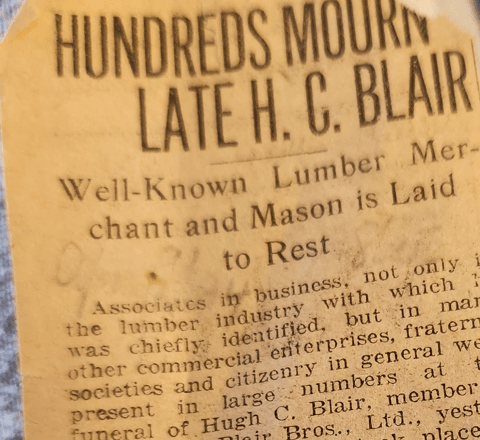 HUNDREDS MOURN
LATE H. C. BLAIR
Well-Known Lumber Mer-
chant and Mason is Laid
to Rest
Associates in business, not only
the lumber industry with which
was chiefly identified, but in
other commercial enterprises,
societies and citizenry in general
present in large numbers at
funeral of Hugh C. Blair, member
Blair Bros., Ltd.,